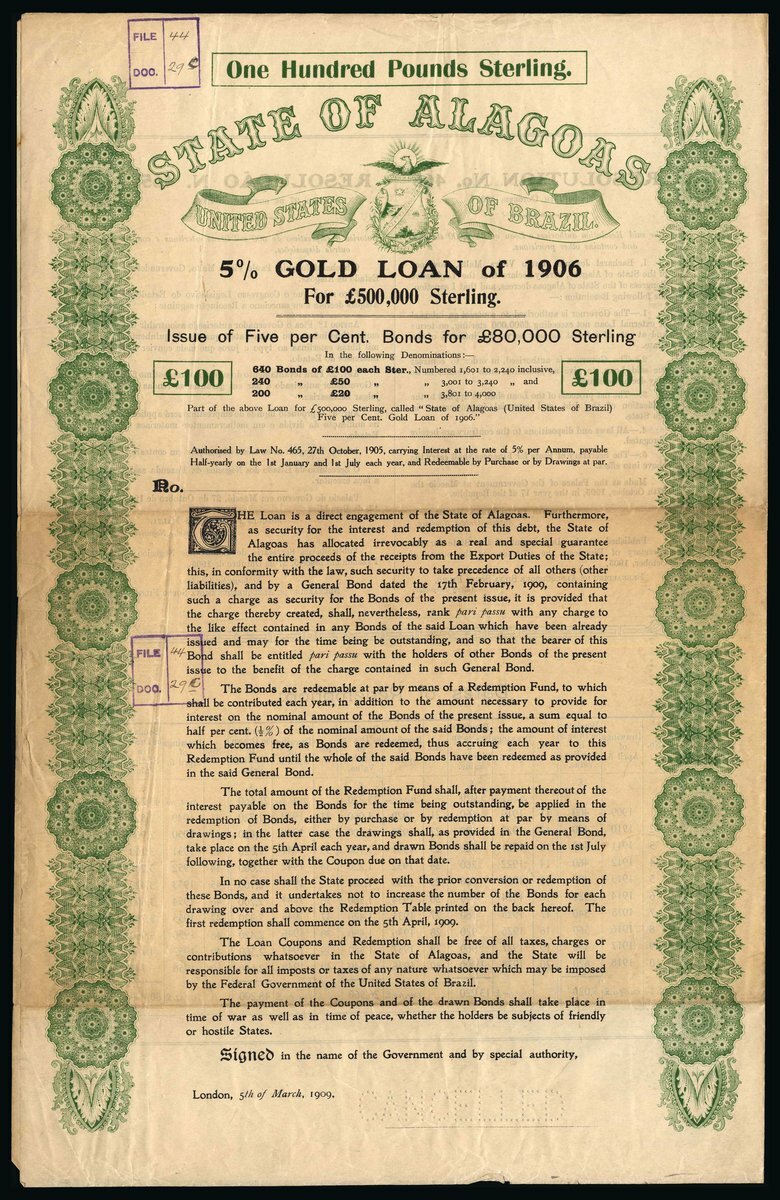 FILE 44
DOC. 29 C
One Hundred Pounds Sterling.
STATE OF ALAGOAS
UNITED STATES OF BRAZIL.
5% GOLD LOAN of 1906
For £500,000 Sterling.
Issue of Five per Cent. Bonds for £80,000 Sterling
In the following Denominations:—
£100
640 Bonds of £100 each Ster., Numbered 1,601 to 2,240 inclusive,
240 „ £50 „ „ 3,001 to 3,240 „ and
200 „ £20 „ „ 3,801 to 4,000
£100
Part of the above Loan for £500,000 Sterling, called "State of Alagoas (United States of Brazil)
Five per Cent. Gold Loan of 1906."
Authorised by Law No. 465, 27th October, 1905, carrying Interest at the rate of 5% per Annum, payable
Half-yearly on the 1st January and 1st July each year, and Redeemable by Purchase or by Drawings at par.
No.
THE Loan is a direct engagement of the State of Alagoas. Furthermore,
as security for the interest and redemption of this debt, the State of
Alagoas has allocated irrevocably as a real and special guarantee
the entire proceeds of the receipts from the Export Duties of the State;
this, in conformity with the law, such security to take precedence of all others (other
liabilities), and by a General Bond dated the 17th February, 1909, containing
such a charge as security for the Bonds of the present issue, it is provided that
the charge thereby created, shall, nevertheless, rank pari passu with any charge to
the like effect contained in any Bonds of the said Loan which have been already
issued and may for the time being be outstanding, and so that the bearer of this
Bond shall be entitled pari passu with the holders of other Bonds of the present
issue to the benefit of the charge contained in such General Bond.
FILE 44
DOC. 29 C
The Bonds are redeemable at par by means of a Redemption Fund, to which
shall be contributed each year, in addition to the amount necessary to provide for
interest on the nominal amount of the Bonds of the present issue, a sum equal to
half per cent. (½%) of the nominal amount of the said Bonds; the amount of interest
which becomes free, as Bonds are redeemed, thus accruing each year to this
Redemption Fund until the whole of the said Bonds have been redeemed as provided
in the said General Bond.
The total amount of the Redemption Fund shall, after payment thereout of the
interest payable on the Bonds for the time being outstanding, be applied in the
redemption of Bonds, either by purchase or by redemption at par by means of
drawings; in the latter case the drawings shall, as provided in the General Bond,
take place on the 5th April each year, and drawn Bonds shall be repaid on the 1st July
following, together with the Coupon due on that date.
In no case shall the State proceed with the prior conversion or redemption of
these Bonds, and it undertakes not to increase the number of the Bonds for each
drawing over and above the Redemption Table printed on the back hereof. The
first redemption shall commence on the 5th April, 1909.
The Loan Coupons and Redemption shall be free of all taxes, charges or
contributions whatsoever in the State of Alagoas, and the State will be
responsible for all imposts or taxes of any nature whatsoever which may be imposed
by the Federal Government of the United States of Brazil.
The payment of the Coupons and of the drawn Bonds shall take place in
time of war as well as in time of peace, whether the holders be subjects of friendly
or hostile States.
Signed in the name of the Government and by special authority,
London, 5th of March, 1909.
CANCELLED